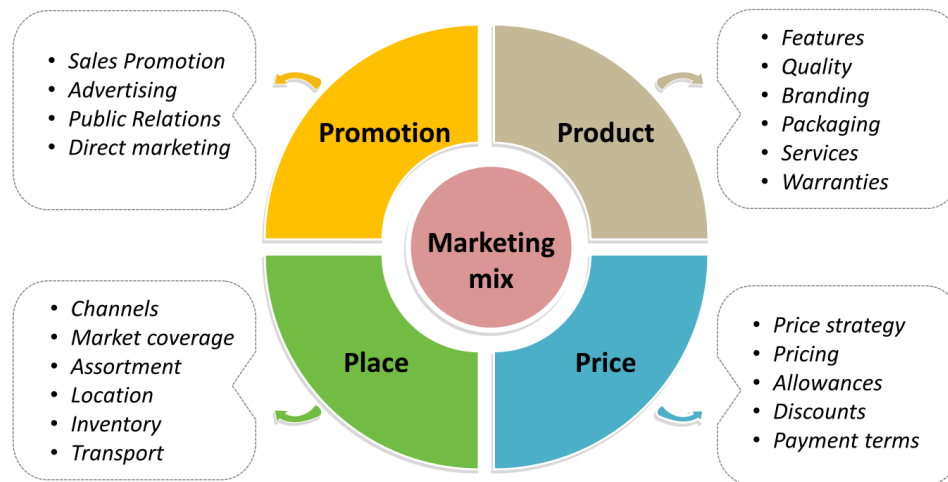 • Sales Promotion
• Advertising
• Public Relations
• Direct marketing
Promotion
Product
• Features
• Quality
• Branding
• Packaging
• Services
• Warranties
Marketing
mix
• Channels
• Market coverage
• Assortment
• Location
• Inventory
• Transport
Place
Price
• Price strategy
• Pricing
• Allowances
• Discounts
• Payment terms